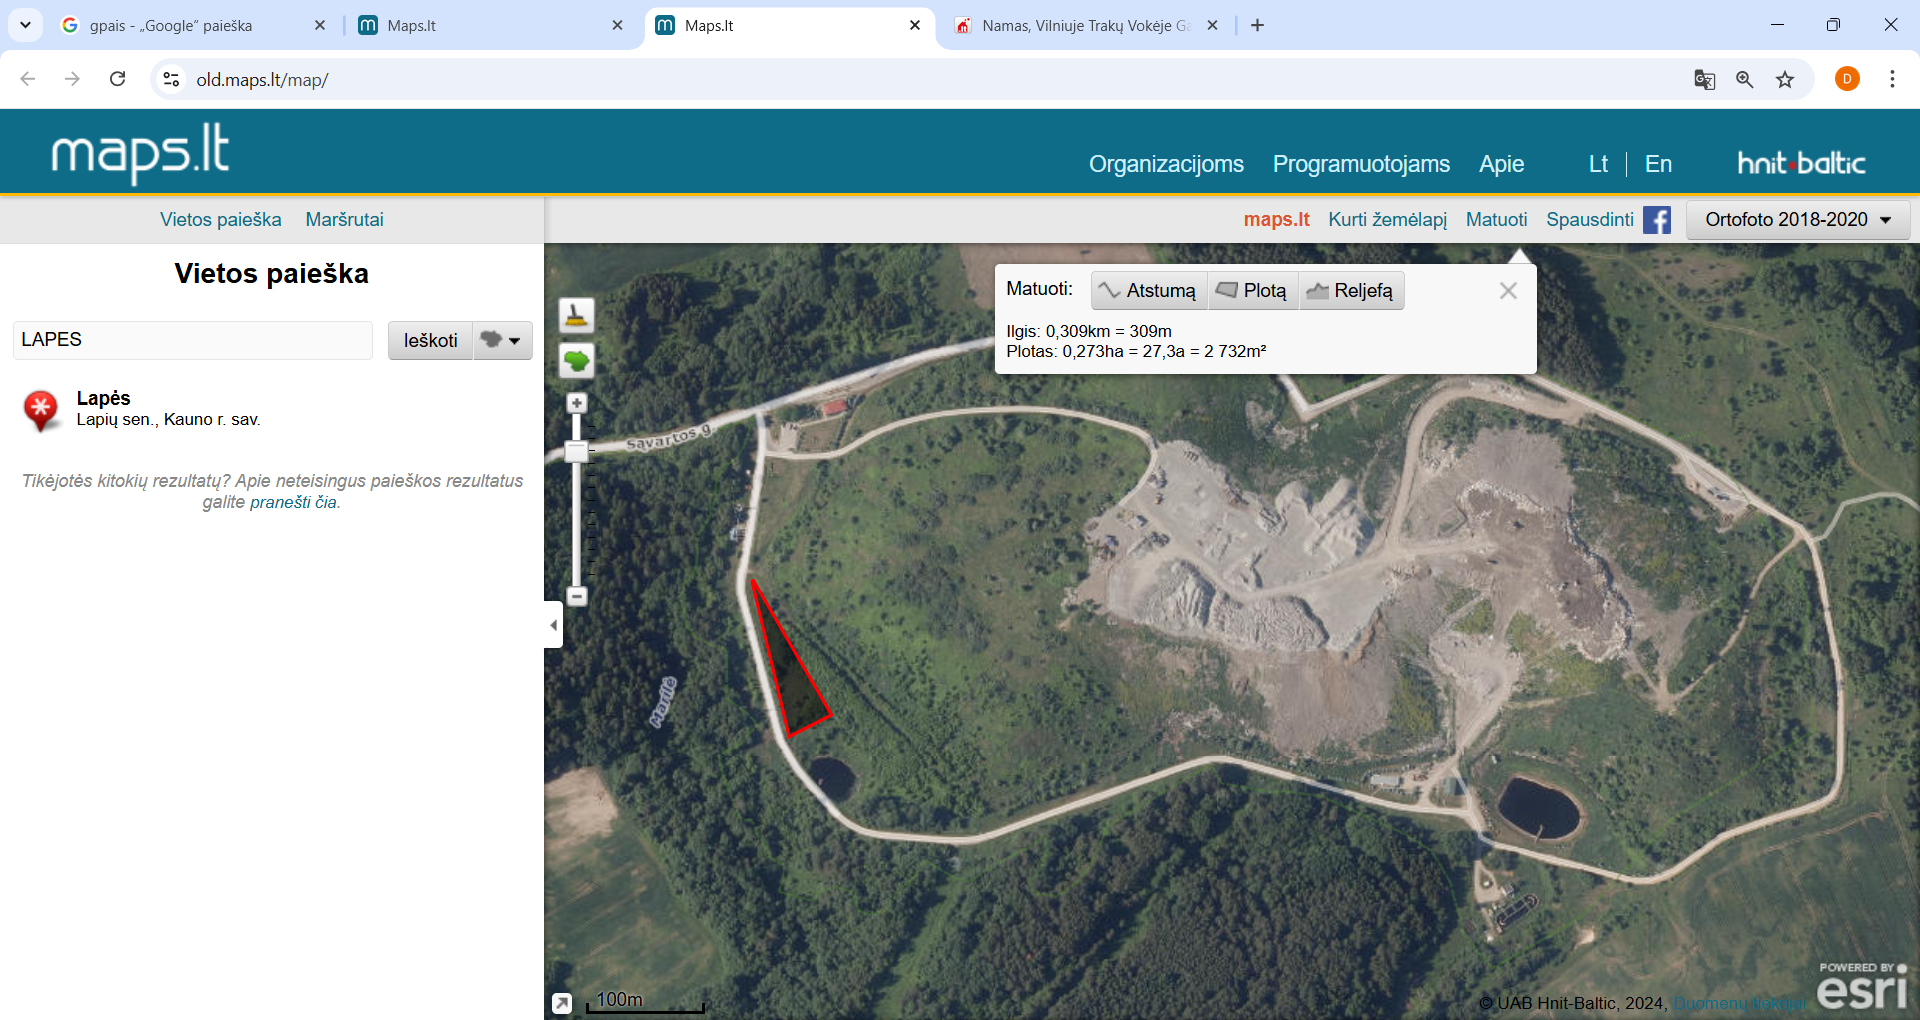 gpais - „Google“ paieška
Maps.lt
Maps.lt
Namas, Vilniuje Trakų Vokėje Ga
old.maps.lt/map/
D
maps.lt
Organizacijoms
Programuotojams
Apie
Lt
En
hnit-baltic
Vietos paieška
Maršrutai
maps.lt
Kurti žemėlapį
Matuoti
Spausdinti
f
Ortofoto 2018-2020
Vietos paieška
LAPES
Ieškoti
Lapės
Lapių sen., Kauno r. sav.
Tikėjotės kitokių rezultatų? Apie neteisingus paieškos rezultatus
galite pranešti čia.
Matuoti:
Atstumą
Plotą
Reljefą
Ilgis: 0,309km = 309m
Plotas: 0,273ha = 27,3a = 2 732m²
Savartos g.
Marilė
100m
© UAB Hnit-Baltic, 2024, Duomenų tiekėjai
POWERED BY
esri